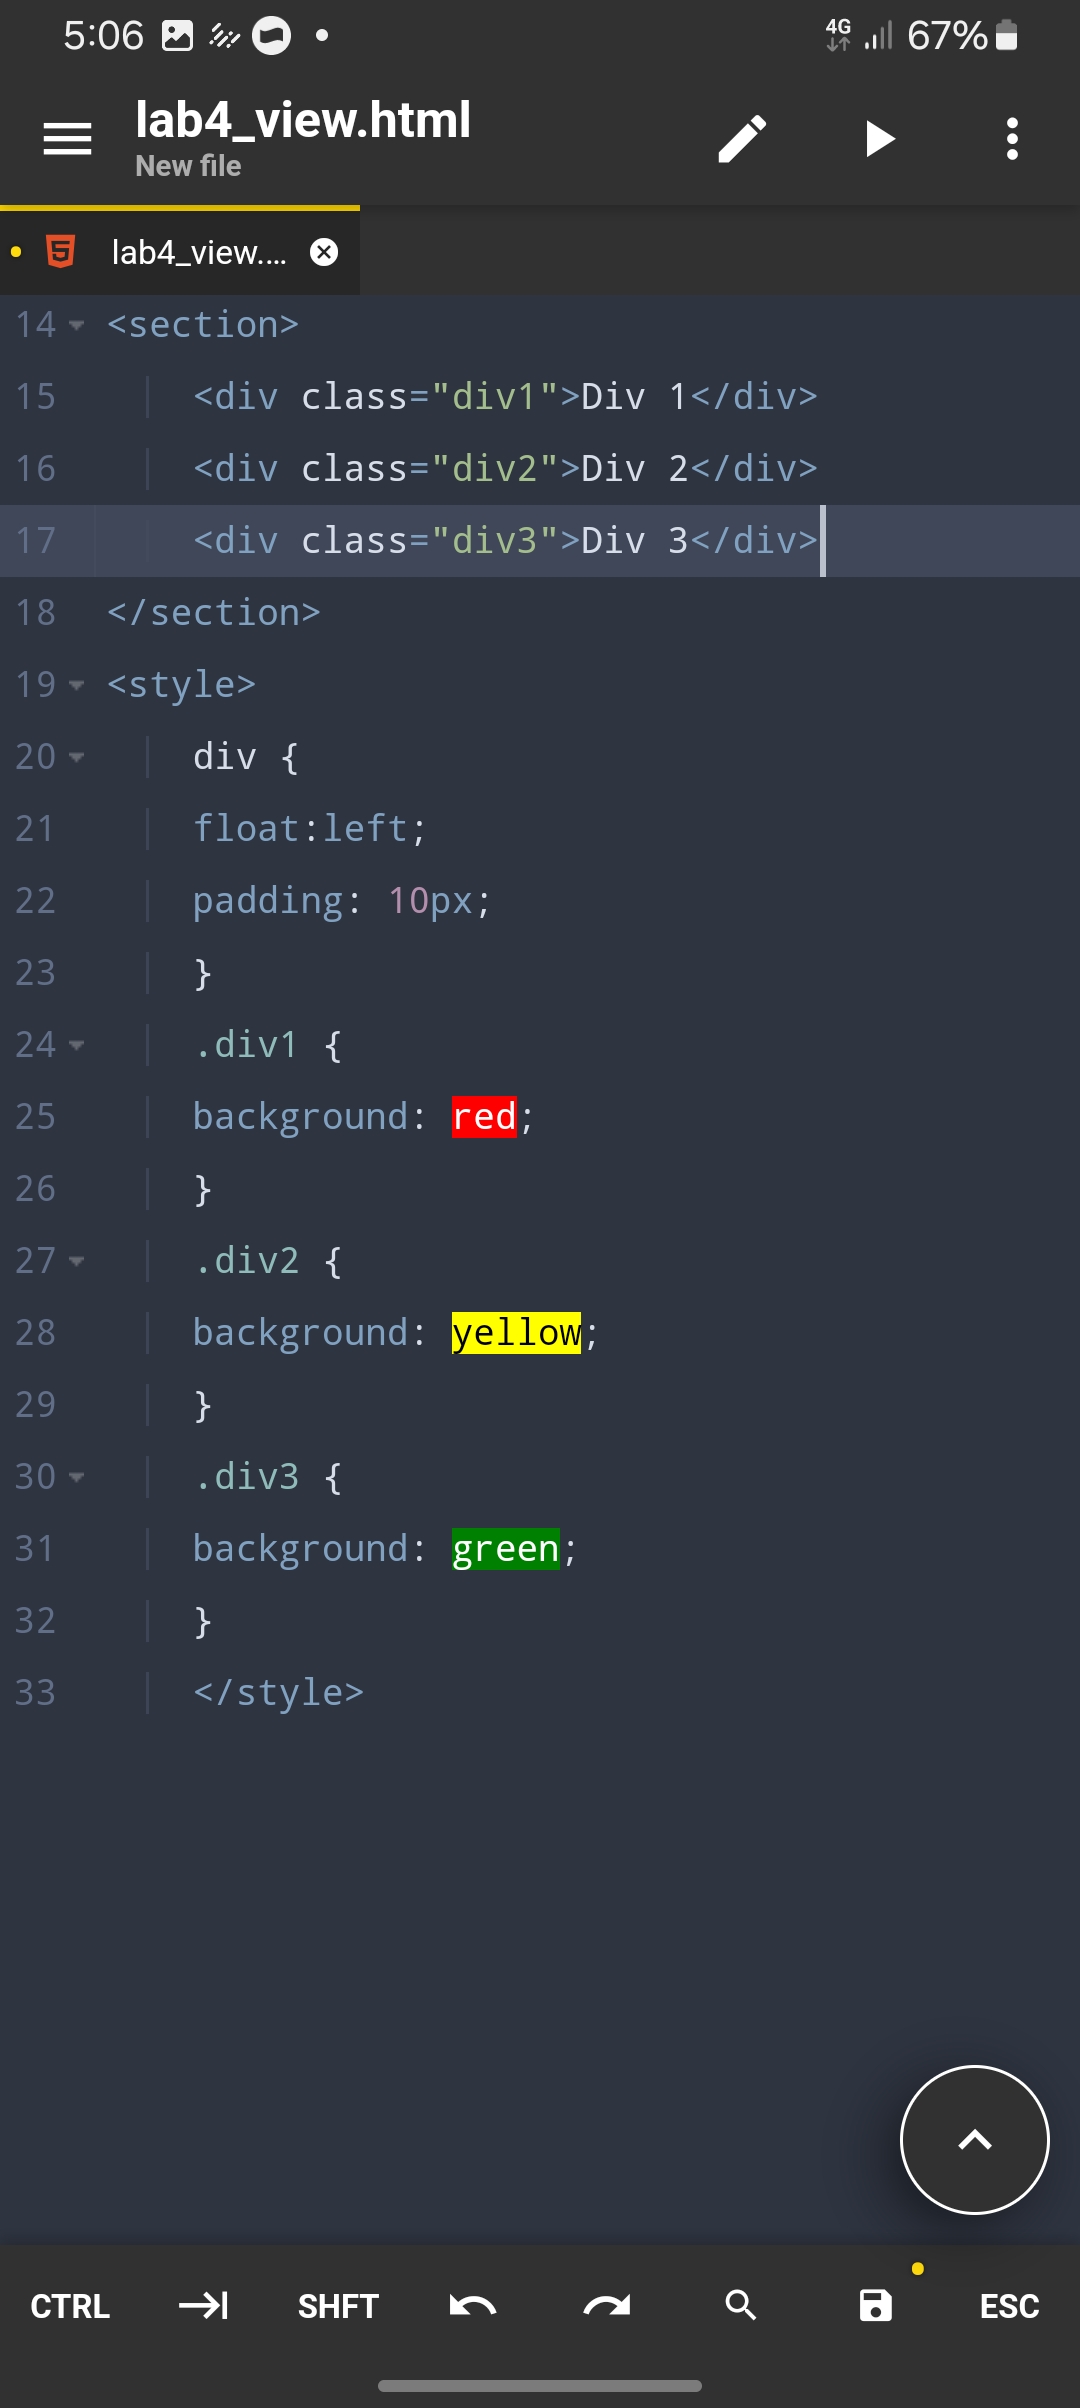 5:06 4G 67%
lab4_view.html
New file
lab4_view....
14 <section>
15 <div class="div1">Div 1</div>
16 <div class="div2">Div 2</div>
17 <div class="div3">Div 3</div>
18 </section>
19 <style>
20 div {
21 float:left;
22 padding: 10px;
23 }
24 .div1 {
25 background: red;
26 }
27 .div2 {
28 background: yellow;
29 }
30 .div3 {
31 background: green;
32 }
33 </style>
CTRL SHFT ESC